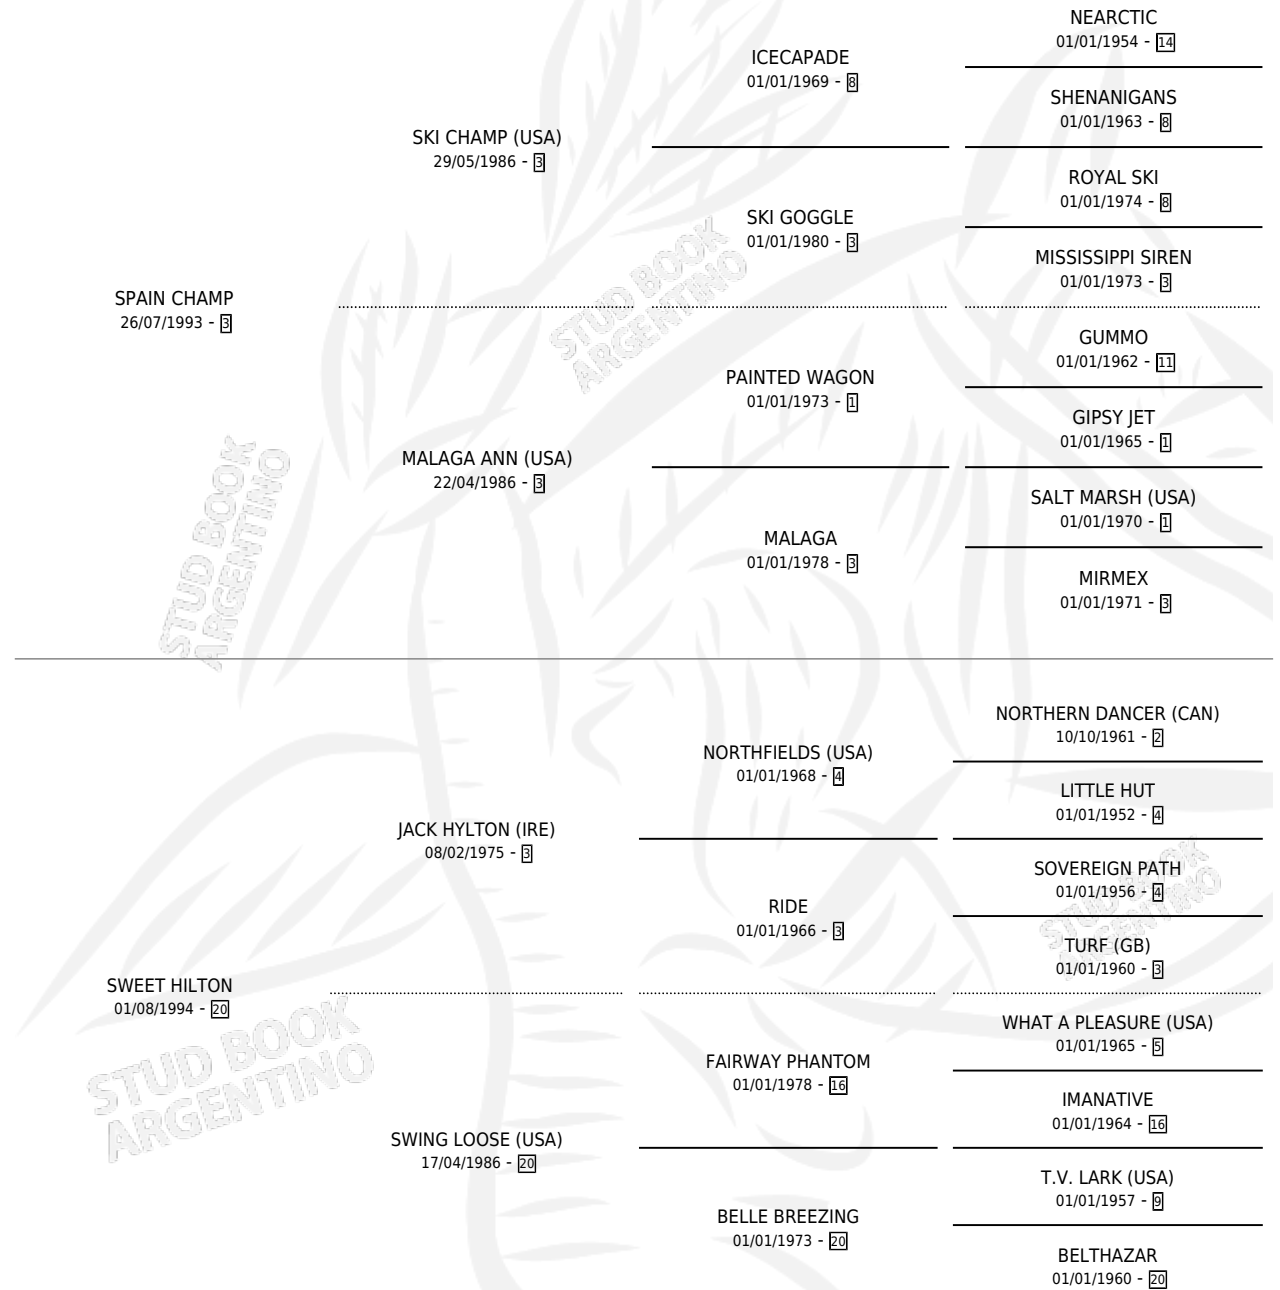 NEARCTIC
01/01/1954 - 14
ICECAPADE
01/01/1969 - 8
SHENANIGANS
01/01/1963 - 8
SKI CHAMP (USA)
29/05/1986 - 3
ROYAL SKI
01/01/1974 - 8
SKI GOGGLE
01/01/1980 - 3
MISSISSIPPI SIREN
01/01/1973 - 3
SPAIN CHAMP
26/07/1993 - 3
GUMMO
01/01/1962 - 11
PAINTED WAGON
01/01/1973 - 1
GIPSY JET
01/01/1965 - 1
MALAGA ANN (USA)
22/04/1986 - 3
SALT MARSH (USA)
01/01/1970 - 1
MALAGA
01/01/1978 - 3
MIRMEX
01/01/1971 - 3
STUD BOOK
ARGENTINO
STUD BOOK
ARGENTINO
NORTHERN DANCER (CAN)
10/10/1961 - 2
NORTHFIELDS (USA)
01/01/1968 - 4
LITTLE HUT
01/01/1952 - 4
JACK HYLTON (IRE)
08/02/1975 - 3
SOVEREIGN PATH
01/01/1956 - 4
RIDE
01/01/1966 - 3
TURF (GB)
01/01/1960 - 3
STUD BOOK
ARGENTINO
SWEET HILTON
01/08/1994 - 20
WHAT A PLEASURE (USA)
01/01/1965 - 5
FAIRWAY PHANTOM
01/01/1978 - 16
IMANATIVE
01/01/1964 - 16
SWING LOOSE (USA)
17/04/1986 - 20
T.V. LARK (USA)
01/01/1957 - 9
BELLE BREEZING
01/01/1973 - 20
BELTHAZAR
01/01/1960 - 20
STUD BOOK
ARGENTINO